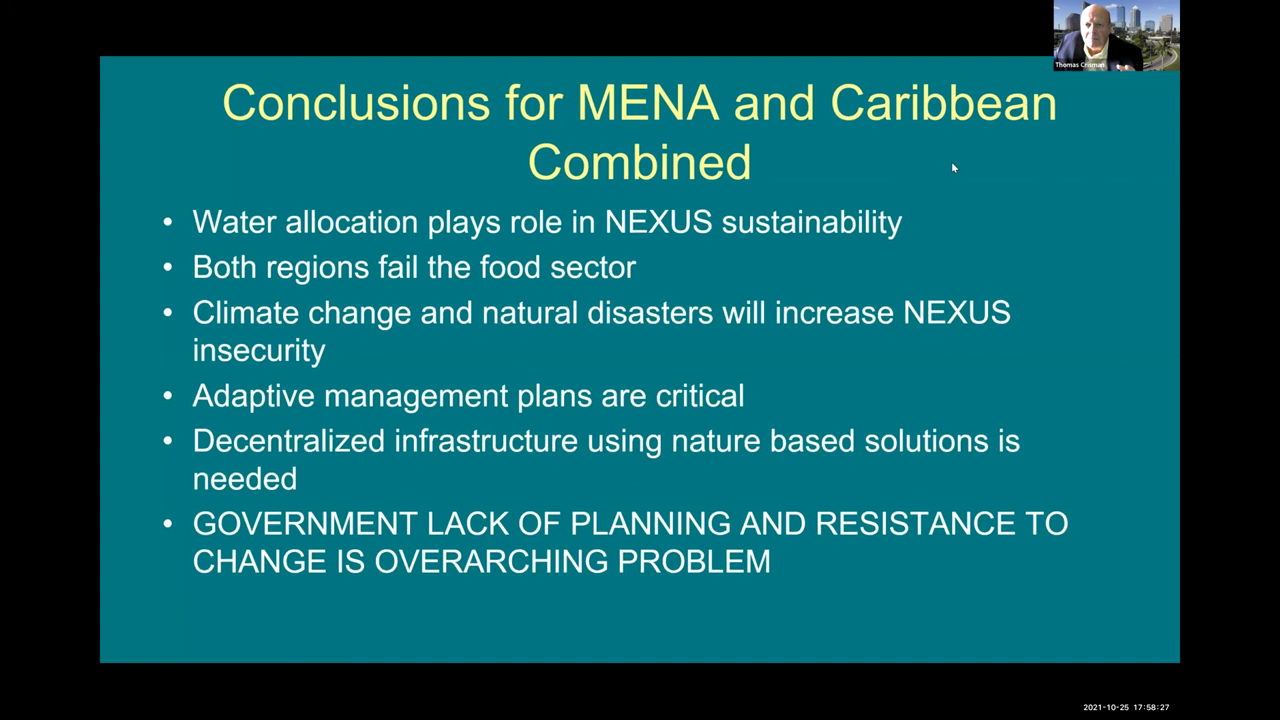 Thomas Crisman
Conclusions for MENA and Caribbean
Combined
• Water allocation plays role in NEXUS sustainability
• Both regions fail the food sector
• Climate change and natural disasters will increase NEXUS
insecurity
• Adaptive management plans are critical
• Decentralized infrastructure using nature based solutions is
needed
• GOVERNMENT LACK OF PLANNING AND RESISTANCE TO
CHANGE IS OVERARCHING PROBLEM
2021-10-25 17:58:27